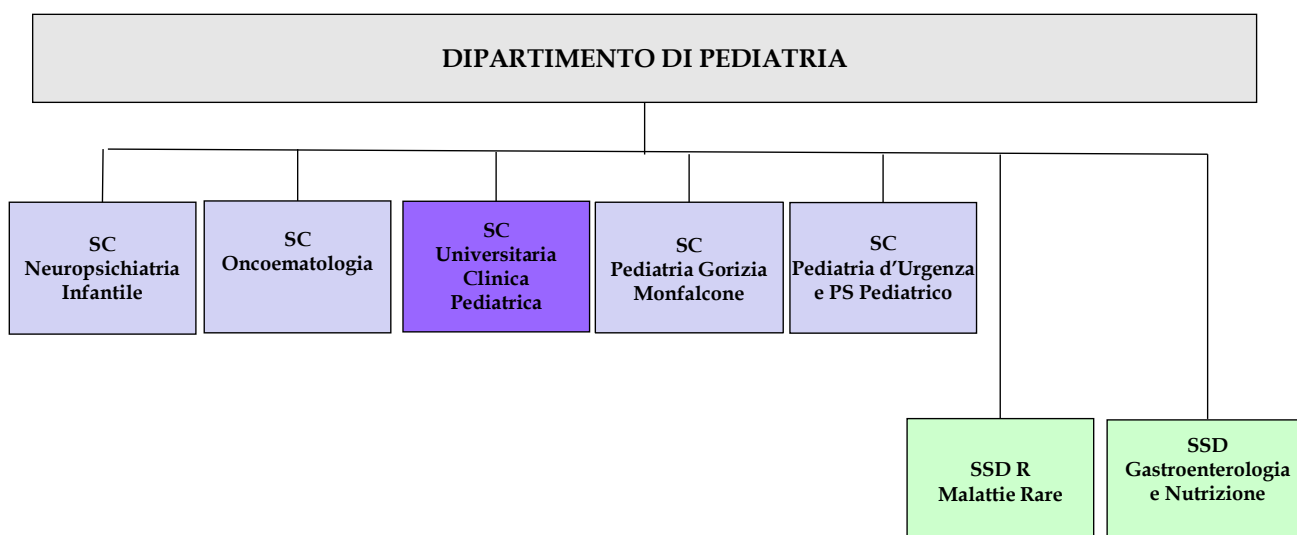 DIPARTIMENTO DI PEDIATRIA
SC
Neuropsichiatria
Infantile
SC
Oncoematologia
SC
Universitaria
Clinica
Pediatrica
SC
Pediatria Gorizia
Monfalcone
SC
Pediatria d’Urgenza
e PS Pediatrico
SSD R
Malattie Rare
SSD
Gastroenterologia
e Nutrizione